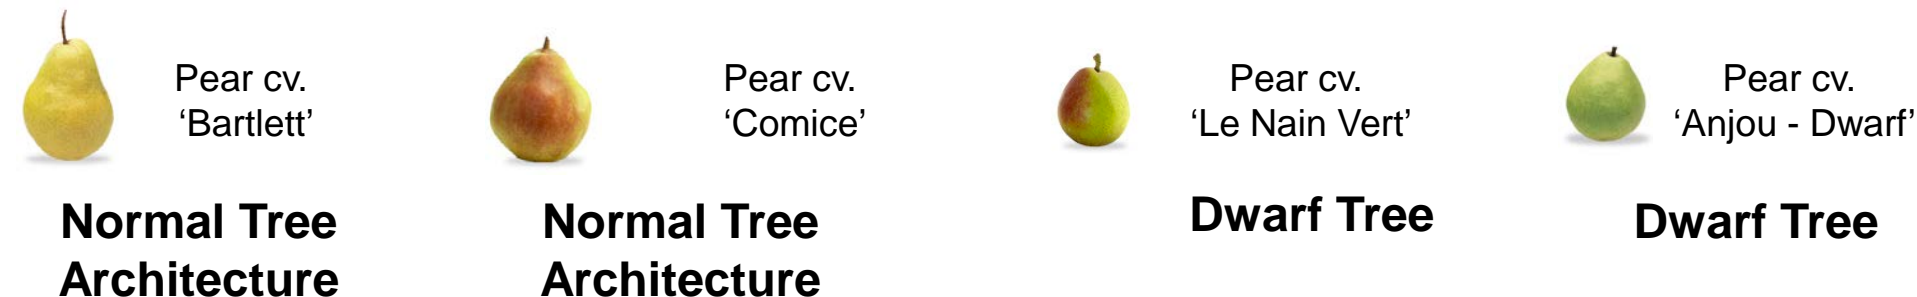 Pear cv.
‘Bartlett’
Normal Tree
Architecture
Pear cv.
‘Comice’
Normal Tree
Architecture
Pear cv.
‘Le Nain Vert’
Dwarf Tree
Pear cv.
‘Anjou - Dwarf’
Dwarf Tree